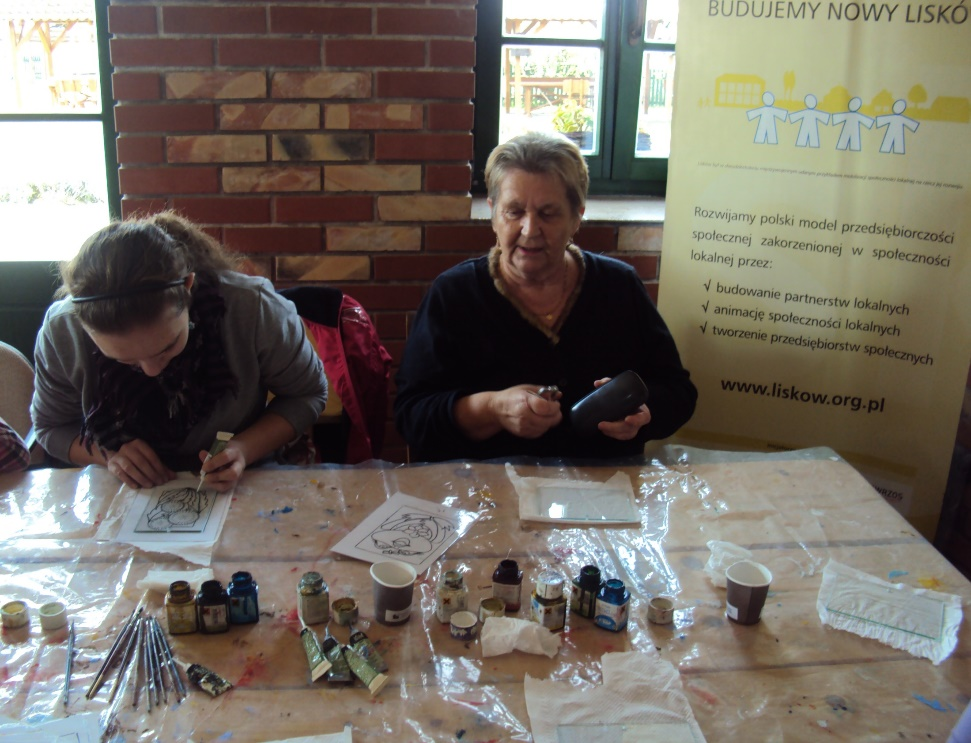 BUDUJEMY NOWY LISKÓ
Rozwijamy polski model przedsiębiorczości
społecznej zakorzenionej w społeczności
lokalnej przez:
√ budowanie partnerstw lokalnych
√ animację społeczności lokalnych
√ tworzenie przedsiębiorstw społecznych
www.liskow.org.pl